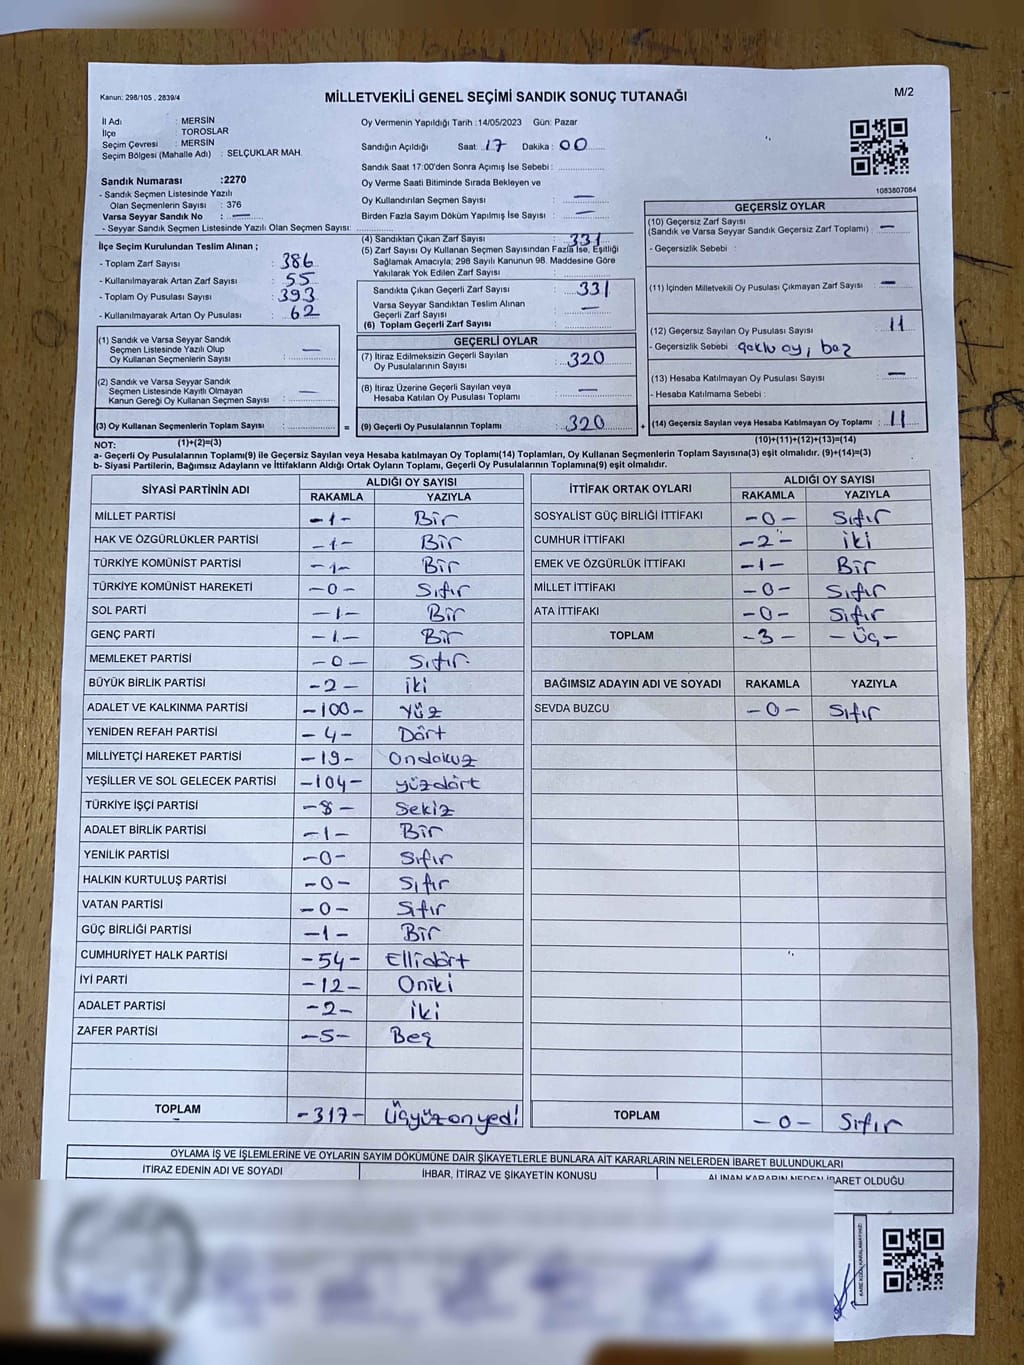 Kanun: 298/105 , 2839/4
MİLLETVEKİLİ GENEL SEÇİMİ SANDIK SONUÇ TUTANAĞI
M/2
İl Adı : MERSİN
İlçe : TOROSLAR
Seçim Çevresi : MERSİN
Seçim Bölgesi (Mahalle Adı) : SELÇUKLAR MAH.
Sandık Numarası :2270
- Sandık Seçmen Listesinde Yazılı
Olan Seçmenlerin Sayısı : 376
Varsa Seyyar Sandık No : —
- Seyyar Sandık Seçmen Listesinde Yazılı Olan Seçmen Sayısı:
Oy Vermenin Yapıldığı Tarih :14/05/2023 Gün: Pazar
Sandığın Açıldığı Saat: 17 Dakika : 00
Sandık Saat 17:00'den Sonra Açımış İse Sebebi :
Oy Verme Saati Bitiminde Sırada Bekleyen ve
Oy Kullandırılan Seçmen Sayısı : —
Birden Fazla Sayım Döküm Yapılmış İse Sayısı : —
1083807084
İlçe Seçim Kurulundan Teslim Alınan ;
- Toplam Zarf Sayısı : 386
- Kullanılmayarak Artan Zarf Sayısı : 55
- Toplam Oy Pusulası Sayısı : 393
- Kullanılmayarak Artan Oy Pusulası : 62
(4) Sandıktan Çıkan Zarf Sayısı : 331
(5) Zarf Sayısı Oy Kullanan Seçmen Sayısından Fazla İse, Eşitliği
Sağlamak Amacıyla; 298 Sayılı Kanunun 98. Maddesine Göre
Yakılarak Yok Edilen Zarf Sayısı :
Sandıkta Çıkan Geçerli Zarf Sayısı : 331
Varsa Seyyar Sandıktan Teslim Alınan
Geçerli Zarf Sayısı : —
(6) Toplam Geçerli Zarf Sayısı :
GEÇERSİZ OYLAR
(10) Geçersiz Zarf Sayısı
(Sandık ve Varsa Seyyar Sandık Geçersiz Zarf Toplamı) : —
- Geçersizlik Sebebi :
(11) İçinden Milletvekili Oy Pusulası Çıkmayan Zarf Sayısı : —
(12) Geçersiz Sayılan Oy Pusulası Sayısı : 11
- Geçersizlik Sebebi : çoklu oy, boş
(13) Hesaba Katılmayan Oy Pusulası Sayısı : —
- Hesaba Katılmama Sebebi :
(14) Geçersiz Sayılan veya Hesaba Katılmayan Oy Toplamı : 11
(1) Sandık ve Varsa Seyyar Sandık
Seçmen Listesinde Yazılı Olup
Oy Kullanan Seçmenlerin Sayısı : —
(2) Sandık ve Varsa Seyyar Sandık
Seçmen Listesinde Kayıtlı Olmayan
Kanun Gereği Oy Kullanan Seçmen Sayısı : —
(3) Oy Kullanan Seçmenlerin Toplam Sayısı :
=
GEÇERLİ OYLAR
(7) İtiraz Edilmeksizin Geçerli Sayılan
Oy Pusulalarının Sayısı : 320
(8) İtiraz Üzerine Geçerli Sayılan veya
Hesaba Katılan Oy Pusulası Toplamı : —
(9) Geçerli Oy Pusulalarının Toplamı : 320
+
NOT: (1)+(2)=(3) (10)+(11)+(12)+(13)=(14)
a- Geçerli Oy Pusulalarının Toplamı(9) ile Geçersiz Sayılan veya Hesaba Katılmayan Oy Toplamı(14) Toplamları, Oy Kullanan Seçmenlerin Toplam Sayısına(3) eşit olmalıdır. (9)+(14)=(3)
b- Siyasi Partilerin, Bağımsız Adayların ve İttifakların Aldığı Ortak Oyların Toplamı, Geçerli Oy Pusulalarının Toplamına(9) eşit olmalıdır.
SİYASİ PARTİNİN ADI ALDIĞI OY SAYISI
RAKAMLA YAZIYLA
MİLLET PARTİSİ -1- Bir
HAK VE ÖZGÜRLÜKLER PARTİSİ -1- Bir
TÜRKİYE KOMÜNİST PARTİSİ -1- Bir
TÜRKİYE KOMÜNİST HAREKETİ -0- Sıfır
SOL PARTİ -1- Bir
GENÇ PARTİ -1- Bir
MEMLEKET PARTİSİ -0- Sıfır
BÜYÜK BİRLİK PARTİSİ -2- iki
ADALET VE KALKINMA PARTİSİ -100- Yüz
YENİDEN REFAH PARTİSİ -4- Dört
MİLLİYETÇİ HAREKET PARTİSİ -19- Ondokuz
YEŞİLLER VE SOL GELECEK PARTİSİ -104- yüzdört
TÜRKİYE İŞÇİ PARTİSİ -8- Sekiz
ADALET BİRLİK PARTİSİ -1- Bir
YENİLİK PARTİSİ -0- Sıfır
HALKIN KURTULUŞ PARTİSİ -0- Sıfır
VATAN PARTİSİ -0- Sıfır
GÜÇ BİRLİĞİ PARTİSİ -1- Bir
CUMHURİYET HALK PARTİSİ -54- Ellidört
İYİ PARTİ -12- Oniki
ADALET PARTİSİ -2- iki
ZAFER PARTİSİ -5- Beş
TOPLAM -317- Üçyüzonyedi
İTTİFAK ORTAK OYLARI ALDIĞI OY SAYISI
RAKAMLA YAZIYLA
SOSYALİST GÜÇ BİRLİĞİ İTTİFAKI -0- Sıfır
CUMHUR İTTİFAKI -2- iki
EMEK VE ÖZGÜRLÜK İTTİFAKI -1- Bir
MİLLET İTTİFAKI -0- Sıfır
ATA İTTİFAKI -0- Sıfır
TOPLAM -3- -Üç-
BAĞIMSIZ ADAYIN ADI VE SOYADI RAKAMLA YAZIYLA
SEVDA BUZCU -0- Sıfır
TOPLAM -0- Sıfır
OYLAMA İŞ VE İŞLEMLERİNE VE OYLARIN SAYIM DÖKÜMÜNE DAİR ŞİKAYETLERLE BUNLARA AİT KARARLARIN NELERDEN İBARET BULUNDUKLARI
İTİRAZ EDENİN ADI VE SOYADI İHBAR, İTİRAZ VE ŞİKAYETİN KONUSU ALINAN KARARIN NEDEN İBARET OLDUĞU